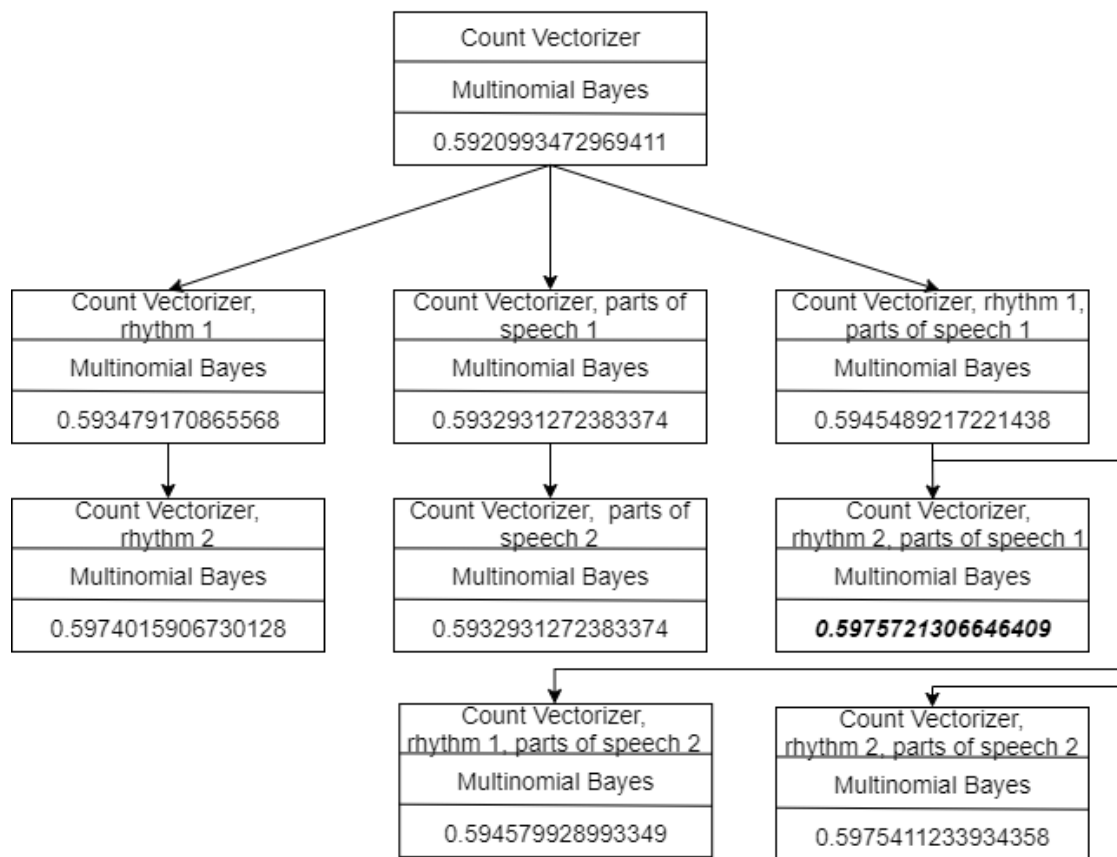 Count Vectorizer
Multinomial Bayes
0.59209934729694​11
Count Vectorizer,
rhythm 1
Multinomial Bayes
0.593479170865568
Count Vectorizer, parts of
speech 1
Multinomial Bayes
0.5932931272383374
Count Vectorizer, rhythm 1,
parts of speech 1
Multinomial Bayes
0.5945489217221438
Count Vectorizer,
rhythm 2
Multinomial Bayes
0.5974015906730128
Count Vectorizer, parts of
speech 2
Multinomial Bayes
0.5932931272383374
Count Vectorizer,
rhythm 2, parts of speech 1
Multinomial Bayes
0.5975721306646409
Count Vectorizer,
rhythm 1, parts of speech 2
Multinomial Bayes
0.594579928993349
Count Vectorizer,
rhythm 2, parts of speech 2
Multinomial Bayes
0.5975411233934358